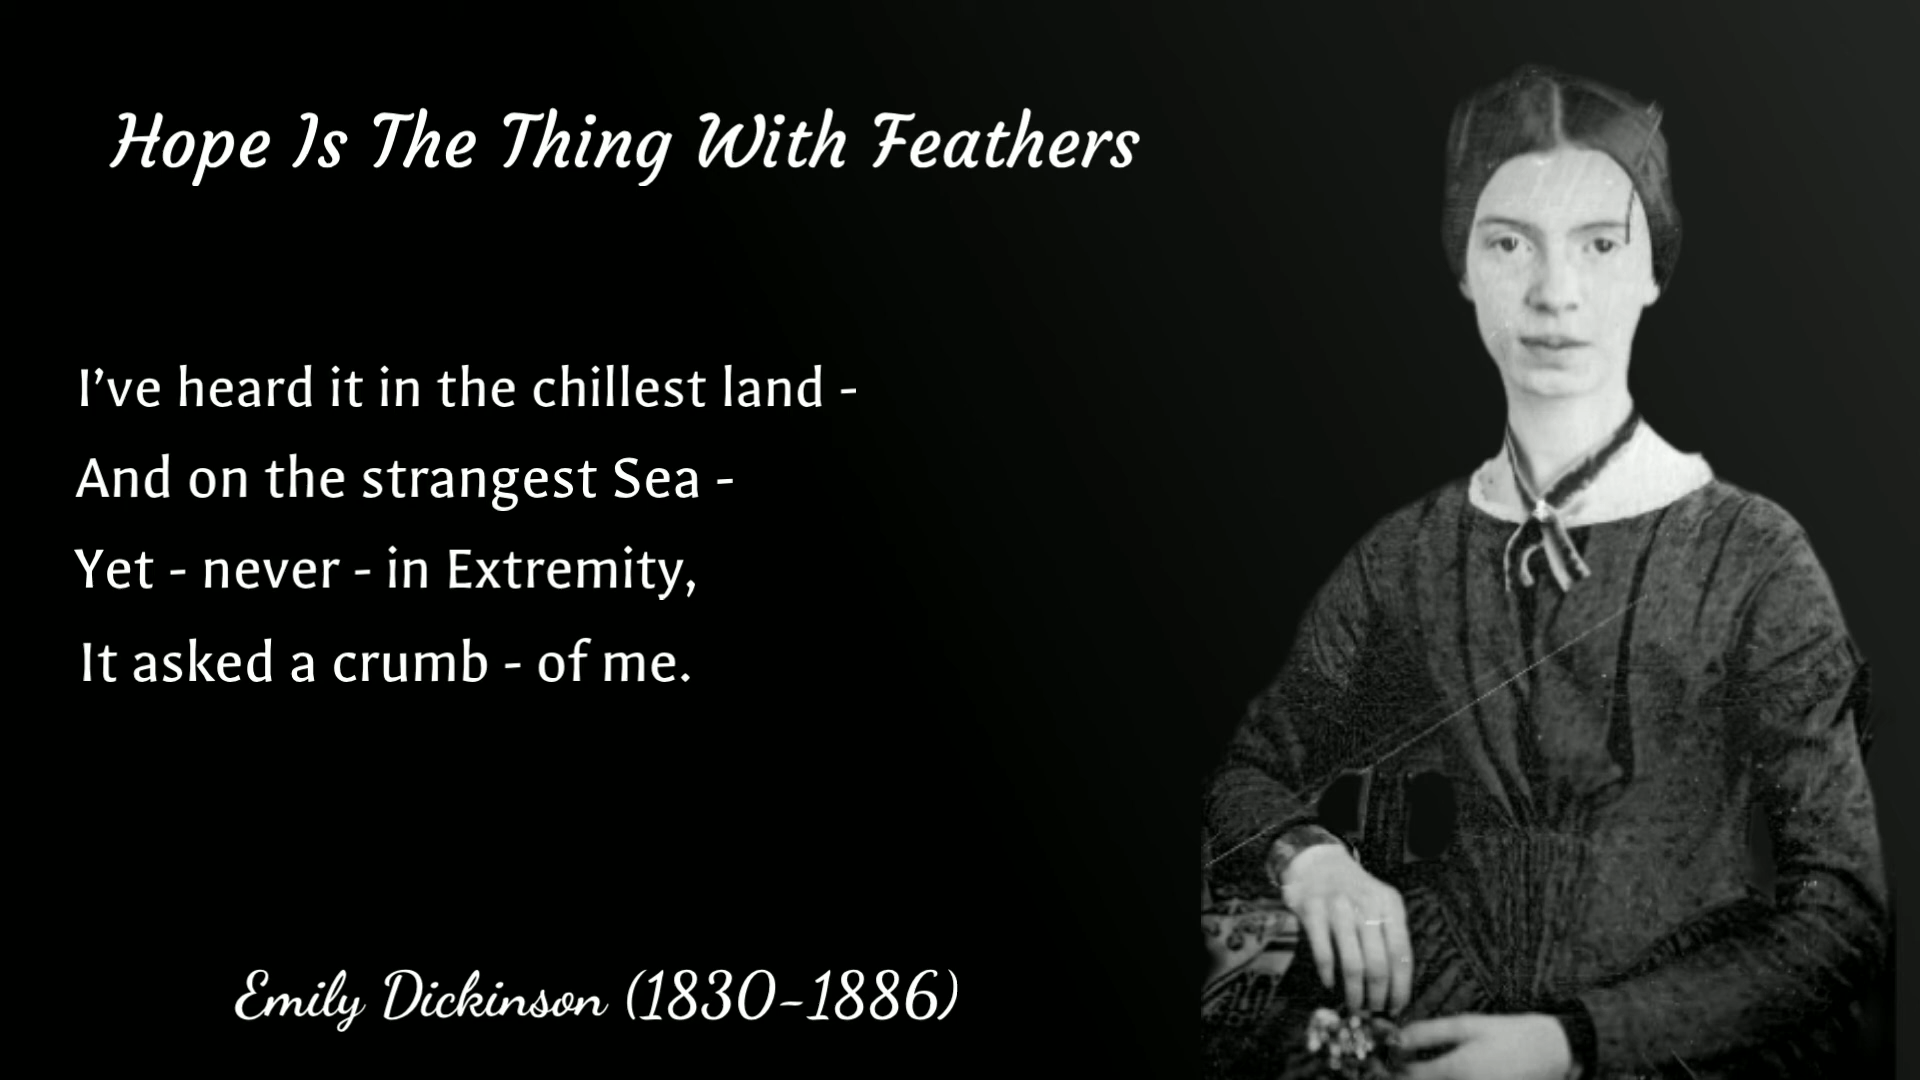 Hope Is The Thing With Feathers
I've heard it in the chillest land -
And on the strangest Sea -
Yet - never - in Extremity,
It asked a crumb - of me.
Emily Dickinson (1830-1886)